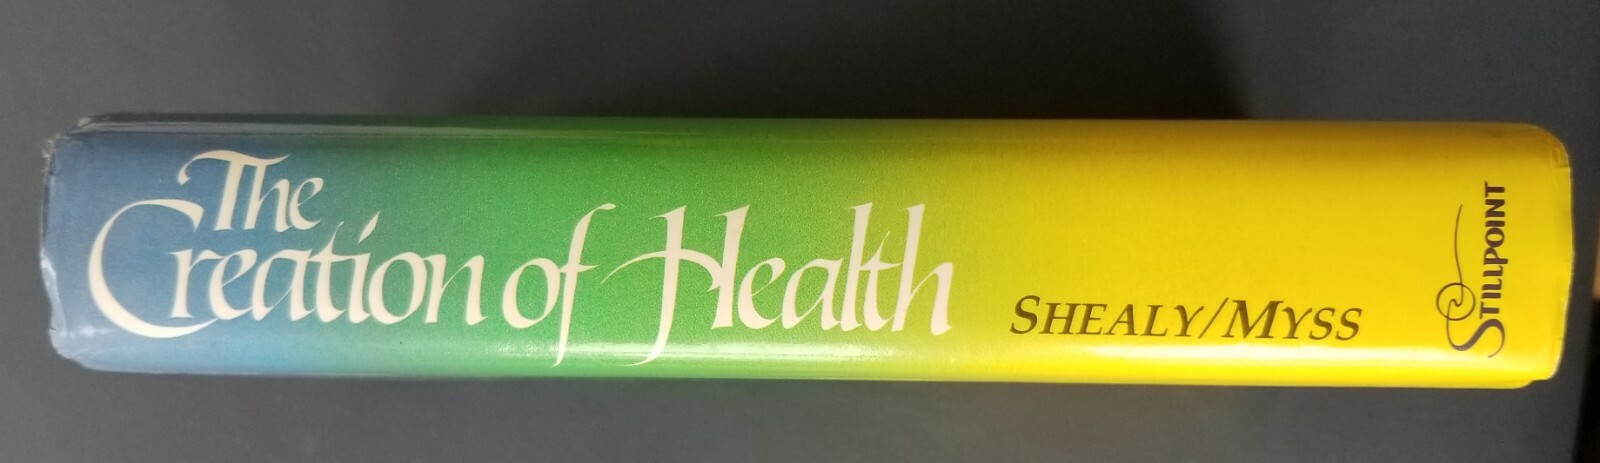 The
Creation of Health
SHEALY/MYSS
STILLPOINT